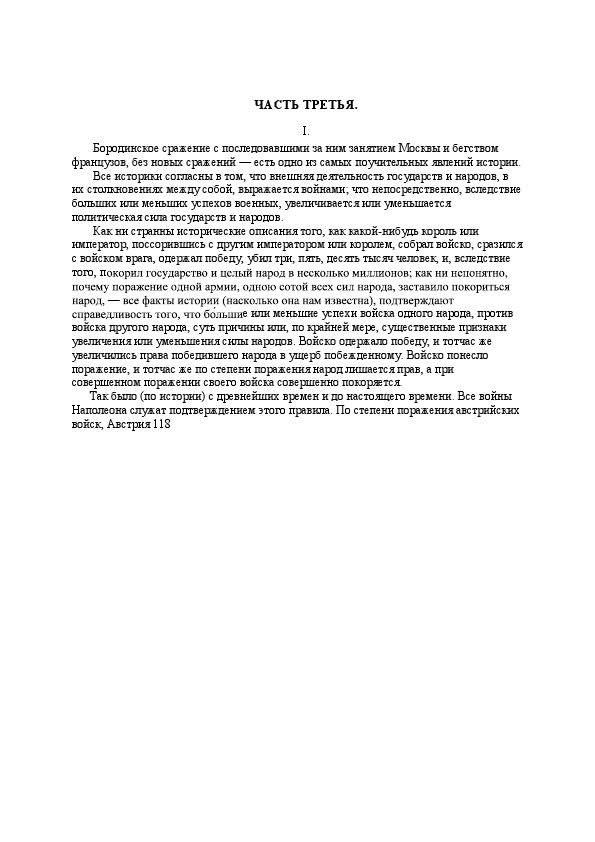 ЧАСТЬ ТРЕТЬЯ.
I.
Бородинское сражение с последовавшими за ним занятием Москвы и бегством
французов, без новых сражений — есть одно из самых поучительных явлений истории.
Все историки согласны в том, что внешняя деятельность государств и народов, в
их столкновениях между собой, выражается войнами; что непосредственно, вследствие
больших или меньших успехов военных, увеличивается или уменьшается
политическая сила государств и народов.
Как ни странны исторические описания того, как какой-нибудь король или
император, поссорившись с другим императором или королем, собрал войско, сразился
с войском врага, одержал победу, убил три, пять, десять тысяч человек, и, вследствие
того, покорил государство и целый народ в несколько миллионов; как ни непонятно,
почему поражение одной армии, одною сотой всех сил народа, заставило покориться
народ, — все факты истории (насколько она нам известна), подтверждают
справедливость того, что бо́льшие или меньшие успехи войска одного народа, против
войска другого народа, суть причины или, по крайней мере, существенные признаки
увеличения или уменьшения силы народов. Войско одержало победу, и тотчас же
увеличились права победившего народа в ущерб побежденному. Войско понесло
поражение, и тотчас же по степени поражения народ лишается прав, а при
совершенном поражении своего войска совершенно покоряется.
Так было (по истории) с древнейших времен и до настоящего времени. Все войны
Наполеона служат подтверждением этого правила. По степени поражения австрийских
войск, Австрия 118